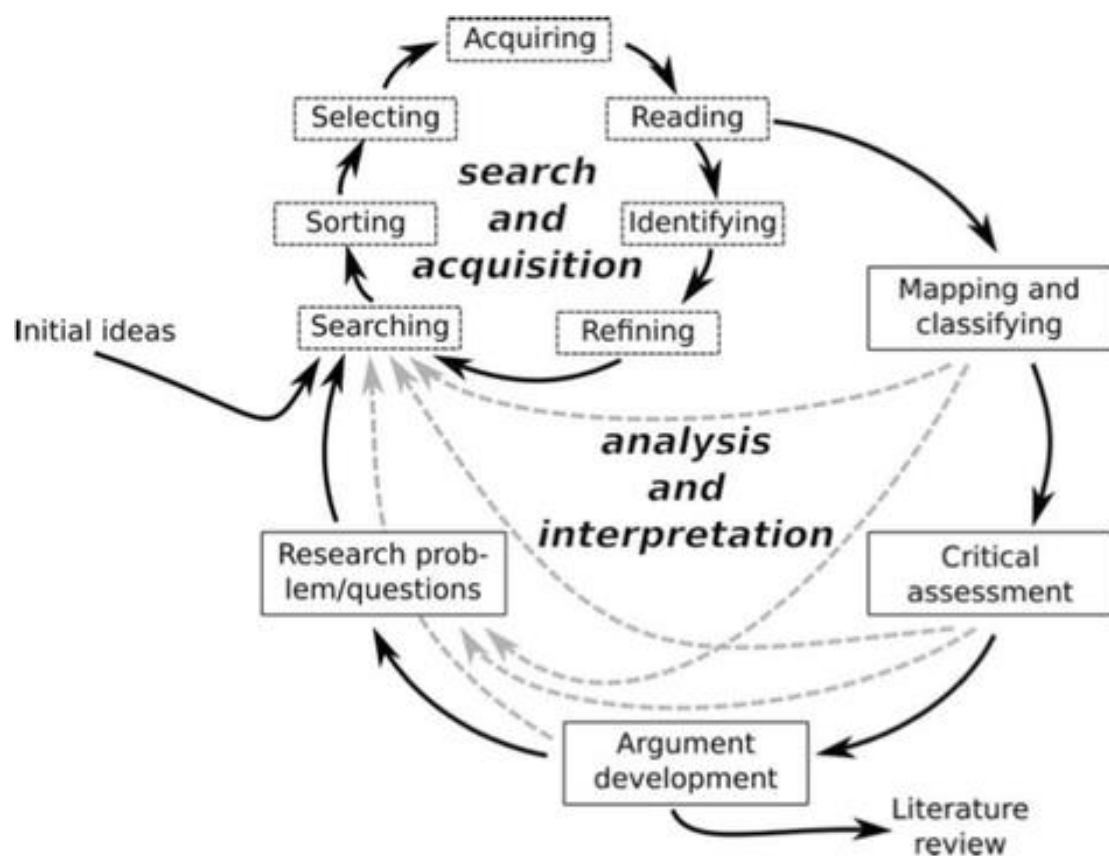 Acquiring
Selecting
Reading
search
and
acquisition
Sorting
Identifying
Mapping and
classifying
Initial ideas
Searching
Refining
analysis
and
interpretation
Research prob-
lem/questions
Critical
assessment
Argument
development
Literature
review